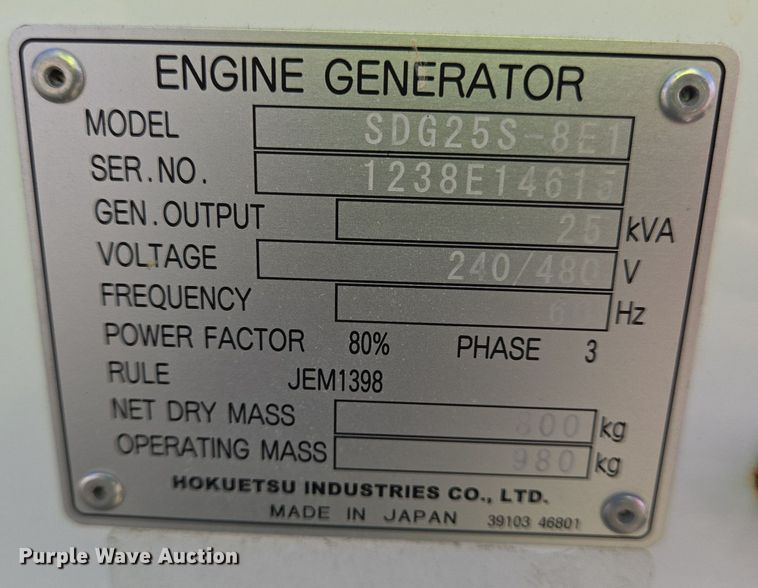 ENGINE GENERATOR
MODEL SDG25S-8E1
SER.NO. 1238E14615
GEN.OUTPUT 25 kVA
VOLTAGE 240/480 V
FREQUENCY 60 Hz
POWER FACTOR 80% PHASE 3
RULE JEM1398
NET DRY MASS 800 kg
OPERATING MASS 980 kg
HOKUETSU INDUSTRIES CO., LTD.
MADE IN JAPAN 39103 46801
Purple Wave Auction